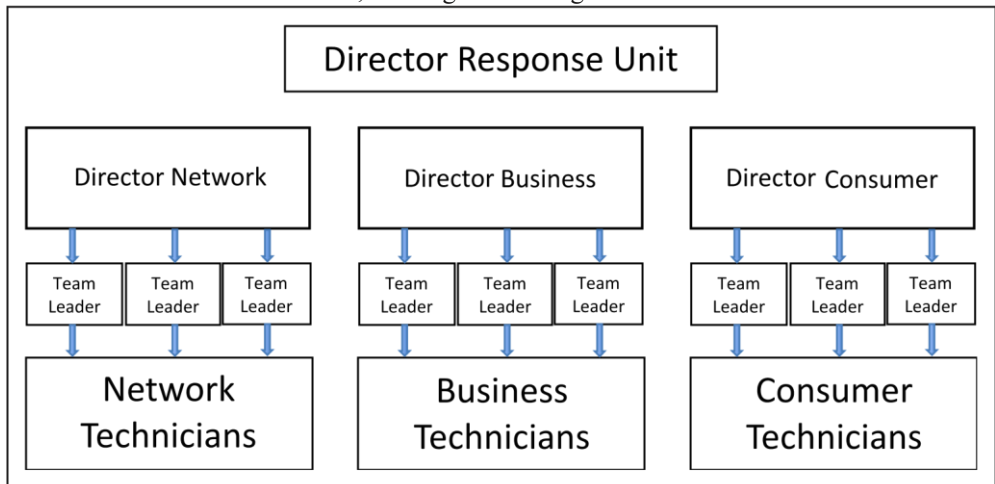 Director Response Unit
Director Network
Director Business
Director Consumer
Team
Leader
Team
Leader
Team
Leader
Team
Leader
Team
Leader
Team
Leader
Team
Leader
Team
Leader
Team
Leader
Network
Technicians
Business
Technicians
Consumer
Technicians